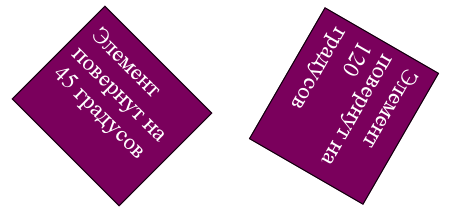 Элемент
повернут на
45 градусов
Элемент
повернут на
120
градусов